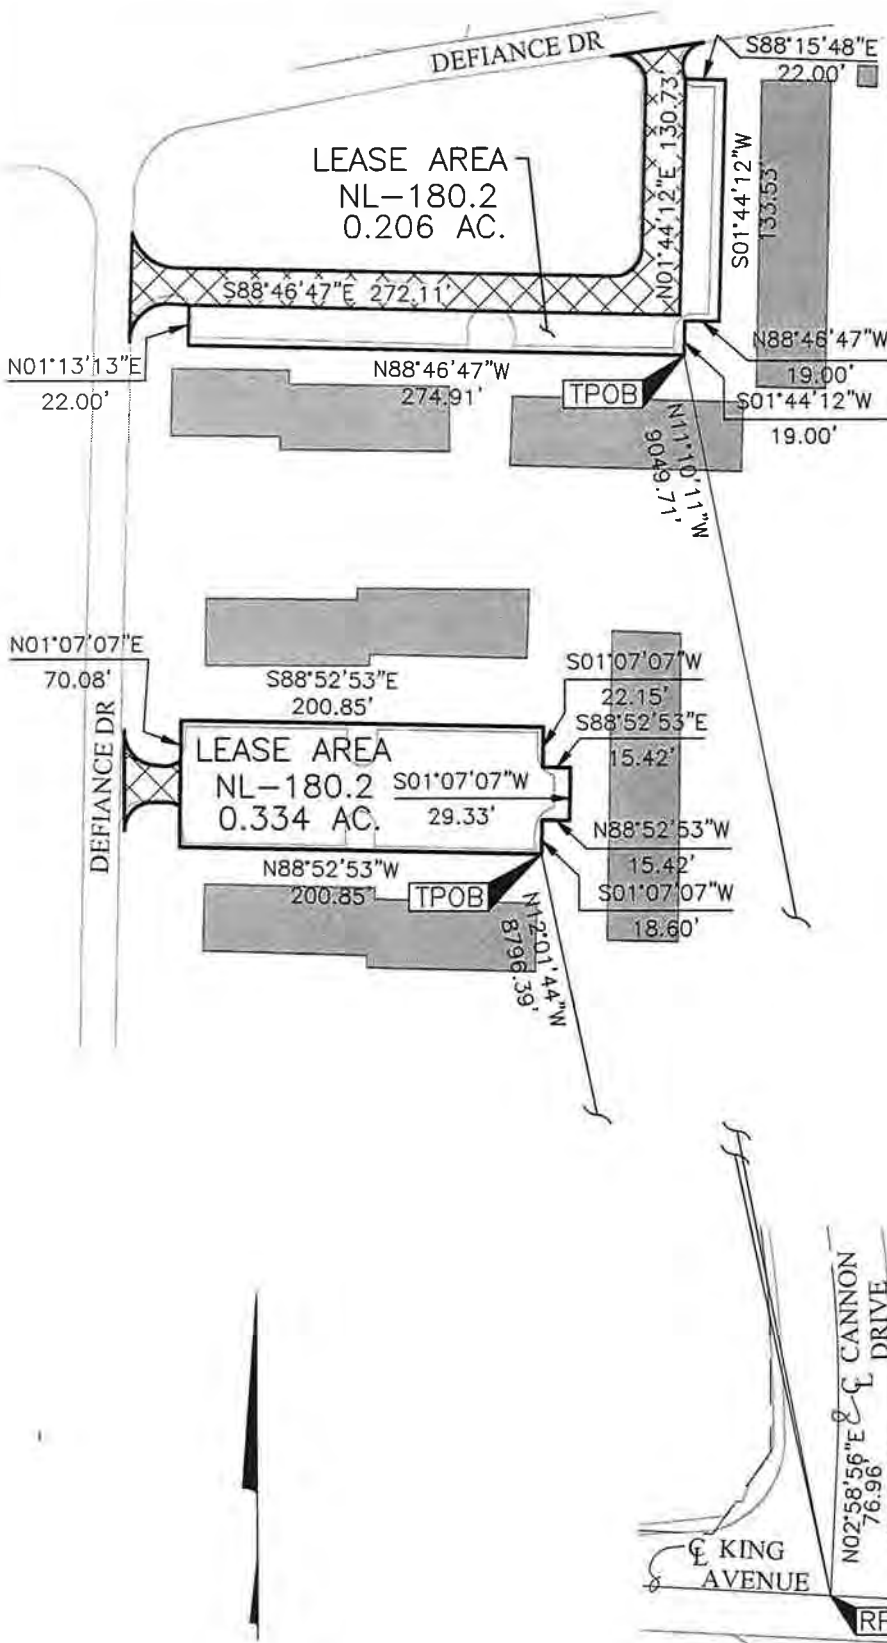 DEFIANCE DR
S88°15'48"E
22.00'
LEASE AREA
NL-180.2
0.206 AC.
N01°44'12"E 130.73'
S01°44'12"W
133.53'
S88°46'47"E 272.11'
N01°13'13"E
22.00'
N88°46'47"W
274.91'
N88°46'47"W
19.00'
TPOB
S01°44'12"W
19.00'
N11°10'11"W
9049.71'
N01°07'07"E
70.08'
S88°52'53"E
200.85'
S01°07'07"W
22.15'
S88°52'53"E
15.42'
DEFIANCE DR
LEASE AREA
NL-180.2
0.334 AC.
S01°07'07"W
29.33'
N88°52'53"W
15.42'
N88°52'53"W
200.85'
TPOB
S01°07'07"W
18.60'
N12°01'44"W
8796.39'
℄ CANNON
DRIVE
N02°58'56"E
76.96'
℄ KING
AVENUE
RP